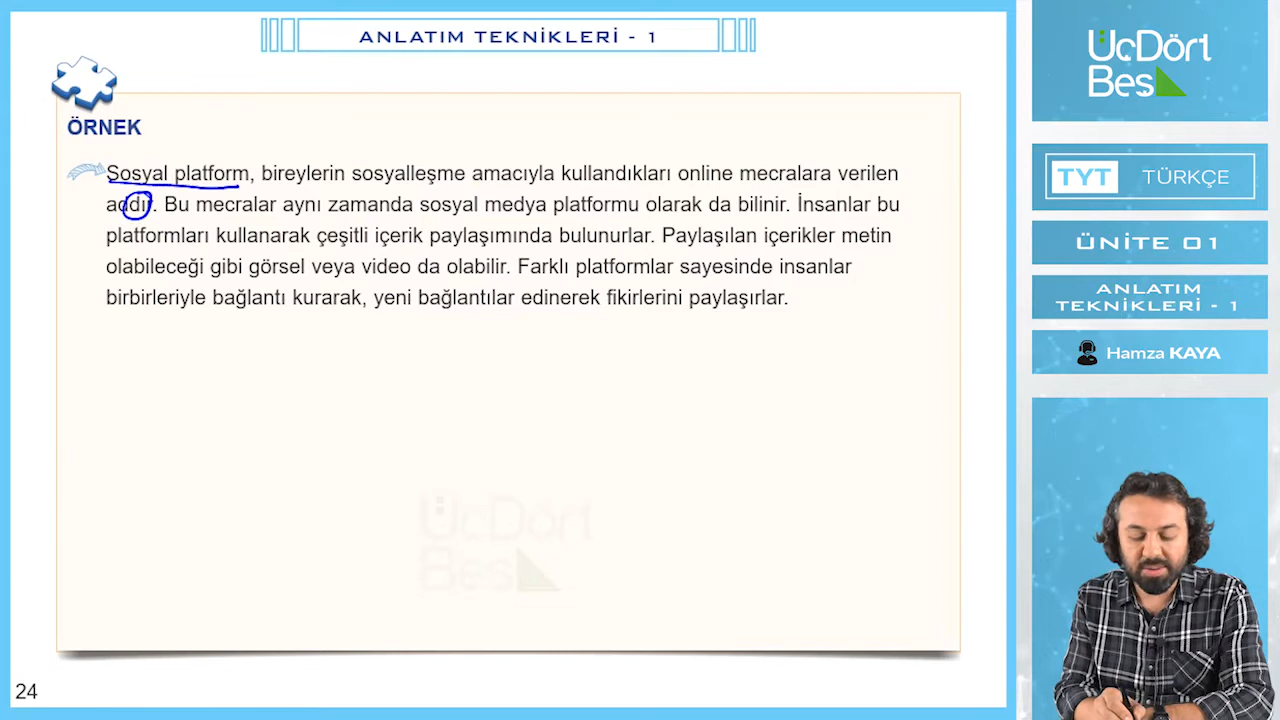 ANLATIM TEKNİKLERİ - 1
ÖRNEK
Sosyal platform, bireylerin sosyalleşme amacıyla kullandıkları online mecralara verilen
addır. Bu mecralar aynı zamanda sosyal medya platformu olarak da bilinir. İnsanlar bu
platformları kullanarak çeşitli içerik paylaşımında bulunurlar. Paylaşılan içerikler metin
olabileceği gibi görsel veya video da olabilir. Farklı platformlar sayesinde insanlar
birbirleriyle bağlantı kurarak, yeni bağlantılar edinerek fikirlerini paylaşırlar.
ÜçDört
Beş
24
ÜçDört
Beş
TYT TÜRKÇE
ÜNİTE 01
ANLATIM
TEKNİKLERİ - 1
Hamza KAYA